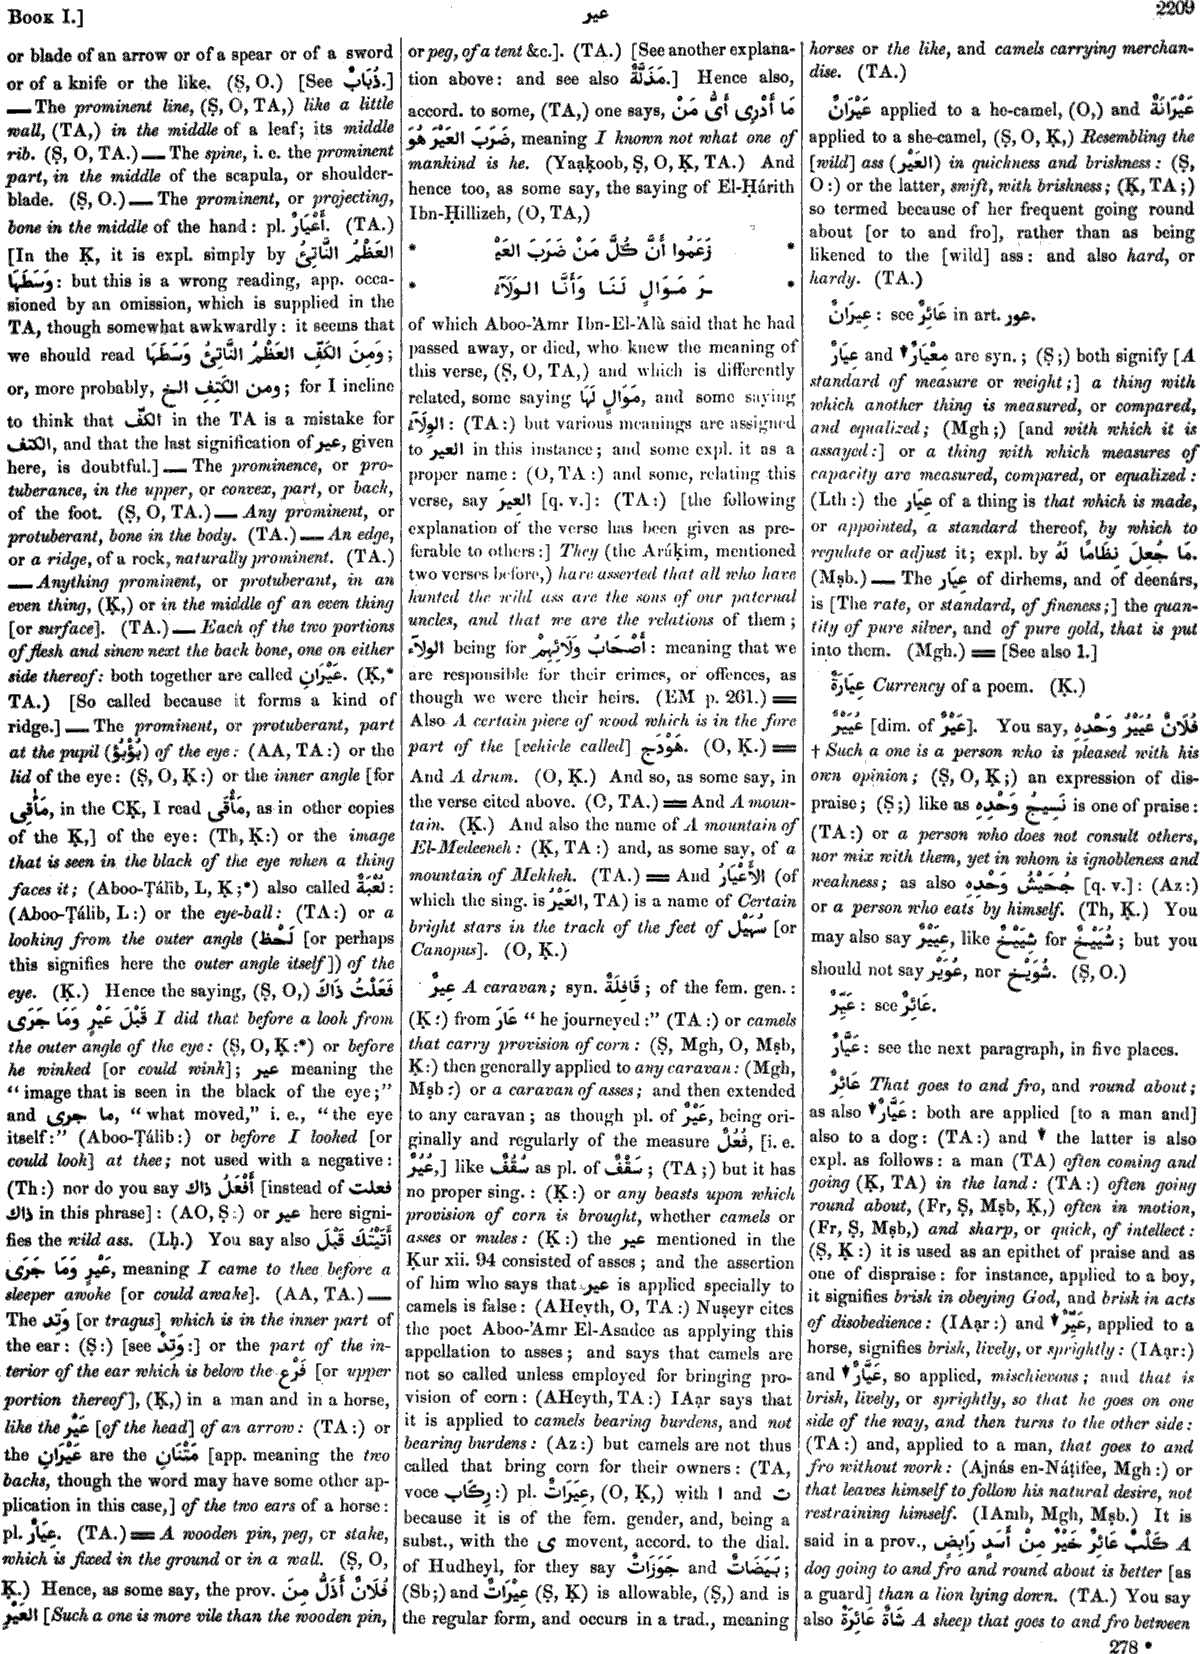 Book I.]
عير
2209
or blade of an arrow or of a spear or of a sword
or of a knife or the like. (Ṣ, O.) [See ذُبَابٌ.]
— The prominent line, (Ṣ, O, TA,) like a little
wall, (TA,) in the middle of a leaf; its middle
rib. (Ṣ, O, TA.) — The spine, i. e. the prominent
part, in the middle of the scapula, or shoulder-
blade. (Ṣ, O.) — The prominent, or projecting,
bone in the middle of the hand : pl. أَعْيَارٌ. (TA.)
[In the Ḳ, it is expl. simply by العَظْمُ النَّاتِئُ
وَسَطَهَا: but this is a wrong reading, app. occa-
sioned by an omission, which is supplied in the
TA, though somewhat awkwardly : it seems that
we should read وَمِنَ الكَفِّ العَظْمُ النَّاتِئُ وَسَطَهَا;
or, more probably, ومن الكَتِفِ الخ; for I incline
to think that الكَفّ in the TA is a mistake for
الكتف, and that the last signification of عير, given
here, is doubtful.] — The prominence, or pro-
tuberance, in the upper, or convex, part, or back,
of the foot. (Ṣ, O, TA.) — Any prominent, or
protuberant, bone in the body. (TA.) — An edge,
or a ridge, of a rock, naturally prominent. (TA.)
— Anything prominent, or protuberant, in an
even thing, (Ḳ,) or in the middle of an even thing
[or surface]. (TA.) — Each of the two portions
of flesh and sinew next the back bone, one on either
side thereof: both together are called عَيْرَانِ. (Ḳ,*
TA.) [So called because it forms a kind of
ridge.] — The prominent, or protuberant, part
at the pupil (بُؤْبُؤ) of the eye: (AA, TA:) or the
lid of the eye : (Ṣ, O, Ḳ:) or the inner angle [for
مَأْقِى, in the CḲ, I read مَأْقَى, as in other copies
of the Ḳ,] of the eye: (Th, Ḳ:) or the image
that is seen in the black of the eye when a thing
faces it; (Aboo-Ṭálib, L, Ḳ;*) also called لُعْبَةٌ:
(Aboo-Ṭálib, L :) or the eye-ball: (TA:) or a
looking from the outer angle (لَحْظ [or perhaps
this signifies here the outer angle itself]) of the
eye. (Ḳ.) Hence the saying, (Ṣ, O,) فَعَلْتُ ذَاكَ
قَبْلَ عَيْرٍ وَمَا جَرَى I did that before a look from
the outer angle of the eye: (Ṣ, O, Ḳ:*) or before
he winked [or could wink]; عير meaning the
"image that is seen in the black of the eye;"
and ما جرى, "what moved," i. e., "the eye
itself:" (Aboo-Ṭálib:) or before I looked [or
could look] at thee; not used with a negative:
(Th:) nor do you say أَفْعَلُ ذاك [instead of فعلت
ذاك in this phrase] : (AO, Ṣ:) or عير here signi-
fies the wild ass. (Lḥ.) You say also أَتَيْتُكَ قَبْلَ
عَيْرٍ وَمَا جَرَى, meaning I came to thee before a
sleeper awoke [or could awake]. (AA, TA.) —
The وَتِد [or tragus] which is in the inner part of
the ear : (Ṣ:) [see وَتَدٌ:] or the part of the in-
terior of the ear which is below the فَرْع [or upper
portion thereof], (Ḳ,) in a man and in a horse,
like the عَيْر [of the head] of an arrow: (TA:) or
the عَيْرَانِ are the مَتْنَانِ [app. meaning the two
backs, though the word may have some other ap-
plication in this case,] of the two ears of a horse :
pl. عِيَارٌ. (TA.) ═ A wooden pin, peg, or stake,
which is fixed in the ground or in a wall. (Ṣ, O,
Ḳ.) Hence, as some say, the prov. فُلَانٌ أَذَلُّ مِنَ
العَيْرِ [Such a one is more vile than the wooden pin,
or peg, of a tent &c.]. (TA.) [See another explana-
tion above : and see also مَذَلَّةٌ.] Hence also,
accord. to some, (TA,) one says, مَا أَدْرِى أَىُّ مَنْ
ضَرَبَ العَيْرَ هُوَ, meaning I known not what one of
mankind is he. (Yaạḳoob, Ṣ, O, Ḳ, TA.) And
hence too, as some say, the saying of El-Ḥárith
Ibn-Ḥillizeh, (O, TA,)
* زَعَمُوا أَنَّ كُلَّ مَنْ ضَرَبَ العَيْ *
* ـرَ مَوَالٍ لَنَا وَأَنَّا الوَلَآءُ *
of which Aboo-'Amr Ibn-El-'Alà said that he had
passed away, or died, who knew the meaning of
this verse, (Ṣ, O, TA,) and which is differently
related, some saying مَوَالٍ لَهَا, and some saying
الوِلَآءُ: (TA:) but various meanings are assigned
to العير in this instance ; and some expl. it as a
proper name : (O, TA:) and some, relating this
verse, say العِيرَ [q. v.] : (TA:) [the following
explanation of the verse has been given as pre-
ferable to others:] They (the Aráḳim, mentioned
two verses before,) have asserted that all who have
hunted the wild ass are the sons of our paternal
uncles, and that we are the relations of them ;
الولاء being for أَصْحَابُ وَلَائِهِمْ: meaning that we
are responsible for their crimes, or offences, as
though we were their heirs. (EM p. 261.) ═
Also A certain piece of wood which is in the fore
part of the [vehicle called] هَوْدَج. (O, Ḳ.) ═
And A drum. (O, Ḳ.) And so, as some say, in
the verse cited above. (O, TA.) ═ And A moun-
tain. (Ḳ.) And also the name of A mountain of
El-Medeeneh : (Ḳ, TA :) and, as some say, of a
mountain of Mekkeh. (TA.) ═ And الأَعْيَارُ (of
which the sing. is العَيْرُ, TA) is a name of Certain
bright stars in the track of the feet of سُهَيْل [or
Canopus]. (O, Ḳ.)
عِيرٌ A caravan; syn. قَافِلَةٌ; of the fem. gen. :
(Ḳ:) from عَارَ "he journeyed :" (TA :) or camels
that carry provision of corn : (Ṣ, Mgh, O, Mṣb,
Ḳ:) then generally applied to any caravan : (Mgh,
Mṣb :) or a caravan of asses; and then extended
to any caravan ; as though pl. of عَيْرٌ, being ori-
ginally and regularly of the measure فُعُلٌ, [i. e.
عُيُرٌ,] like سُقُفٌ as pl. of سَقْفٌ; (TA;) but it has
no proper sing. : (Ḳ:) or any beasts upon which
provision of corn is brought, whether camels or
asses or mules : (Ḳ :) the عير mentioned in the
Ḳur xii. 94 consisted of asses ; and the assertion
of him who says that عير is applied specially to
camels is false : (AHeyth, O, TA :) Nuṣeyr cites
the poet Aboo-'Amr El-Asadee as applying this
appellation to asses ; and says that camels are
not so called unless employed for bringing pro-
vision of corn : (AHeyth, TA :) IAạr says that
it is applied to camels bearing burdens, and not
bearing burdens : (Az :) but camels are not thus
called that bring corn for their owners : (TA,
voce رِكَاب:) pl. عِيَرَاتٌ, (O, Ḳ,) with ا and ت
because it is of the fem. gender, and, being a
subst., with the ى movent, accord. to the dial.
of Hudheyl, for they say جَوَزَاتٌ and بَيَضَاتٌ;
(Sb;) and عِيرَاتٌ (Ṣ, Ḳ) is allowable, (Ṣ,) and is
the regular form, and occurs in a trad., meaning
horses or the like, and camels carrying merchan-
dise. (TA.)
عَيْرَانٌ applied to a he-camel, (O,) and عَيْرَانَةٌ
applied to a she-camel, (Ṣ, O, Ḳ,) Resembling the
[wild] ass (العَيْر) in quickness and briskness : (Ṣ,
O :) or the latter, swift, with briskness ; (Ḳ, TA ;)
so termed because of her frequent going round
about [or to and fro], rather than as being
likened to the [wild] ass : and also hard, or
hardy. (TA.)
عِيرَانٌ : see عَائِرٌ in art. عور.
عِيَارٌ and ▼ مِعْيَارٌ are syn. ; (Ṣ;) both signify [A
standard of measure or weight ;] a thing with
which another thing is measured, or compared,
and equalized; (Mgh ;) [and with which it is
assayed :] or a thing with which measures of
capacity are measured, compared, or equalized :
(Lth :) the عِيَار of a thing is that which is made,
or appointed, a standard thereof, by which to
regulate or adjust it ; expl. by مَا جُعِلَ نِظَامًا لَهُ.
(Mṣb.) — The عِيَار of dirhems, and of deenárs,
is [The rate, or standard, of fineness;] the quan-
tity of pure silver, and of pure gold, that is put
into them. (Mgh.) ═ [See also 1.]
عِيَارَةٌ Currency of a poem. (Ḳ.)
عُيَيْرٌ [dim. of عَيْرٌ]. You say, فُلَانٌ عُيَيْرُ وَحْدِهِ
† Such a one is a person who is pleased with his
own opinion ; (Ṣ, O, Ḳ;) an expression of dis-
praise ; (Ṣ;) like as نَسِيجُ وَحْدِهِ is one of praise :
(TA:) or a person who does not consult others,
nor mix with them, yet in whom is ignobleness and
weakness; as also جُحَيْشُ وَحْدِهِ [q. v.] : (Az:)
or a person who eats by himself. (Th, Ḳ.) You
may also say عِيَيْرٌ, like شِيَيْخٌ for شُيَيْخٌ; but you
should not say عُوَيْر, nor شُوَيْخ. (Ṣ, O.)
عَيِّرٌ : see عَائِرٌ.
عَيَّارٌ: see the next paragraph, in five places.
عَائِرٌ That goes to and fro, and round about;
as also ▼ عَيَّارٌ: both are applied [to a man and]
also to a dog : (TA:) and ▼ the latter is also
expl. as follows : a man (TA) often coming and
going (Ḳ, TA) in the land : (TA:) often going
round about, (Fr, Ṣ, Mṣb, Ḳ,) often in motion,
(Fr, Ṣ, Mṣb,) and sharp, or quick, of intellect :
(Ṣ, Ḳ :) it is used as an epithet of praise and as
one of dispraise : for instance, applied to a boy,
it signifies brisk in obeying God, and brisk in acts
of disobedience : (IAạr :) and ▼ عَيِّرٌ, applied to a
horse, signifies brisk, lively, or sprightly : (IAạr:)
and ▼ عَيَّارٌ, so applied, mischievous ; and that is
brisk, lively, or sprightly, so that he goes on one
side of the way, and then turns to the other side :
(TA :) and, applied to a man, that goes to and
fro without work : (Ajnás en-Náṭifee, Mgh :) or
that leaves himself to follow his natural desire, not
restraining himself. (IAmb, Mgh, Mṣb.) It is
said in a prov., كَلْبٌ عَائِرٌ خَيْرٌ مِنْ أَسَدٍ رَابِضٍ A
dog going to and fro and round about is better [as
a guard] than a lion lying down. (TA.) You say
also شَاةٌ عَائِرَةٌ A sheep that goes to and fro between
278 *